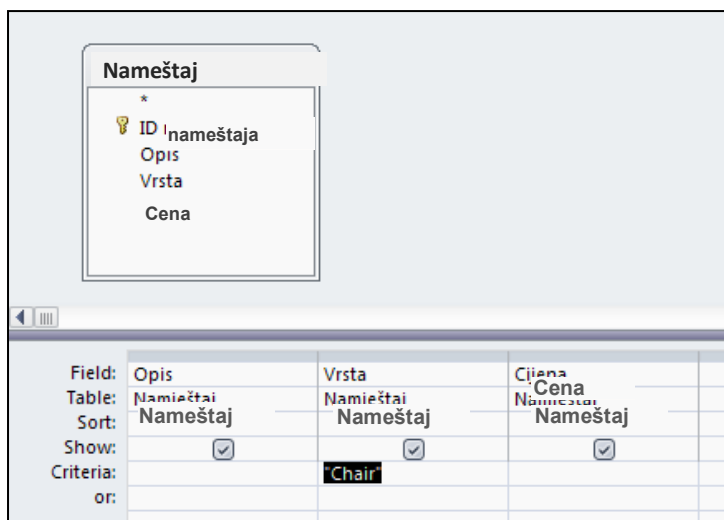 Nameštaj
*
ID nameštaja
Opis
Vrsta
Cena
Field: Opis Vrsta Cijena
Cena
Table: Namještaj Namještaj Namještaj
Sort: Nameštaj Nameštaj Nameštaj
Show:
Criteria: "Chair"
or: